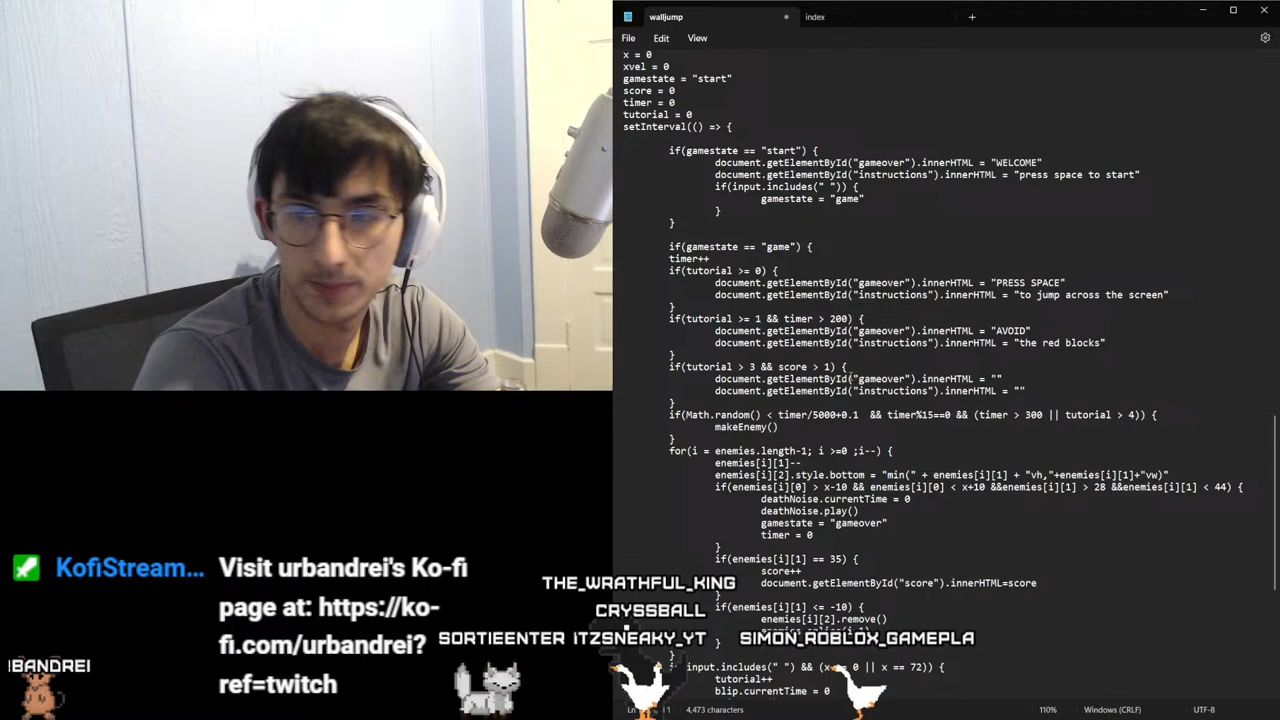 walljump
index
File
Edit
View
x = 0
xvel = 0
gamestate = "start"
score = 0
timer = 0
tutorial = 0
setInterval(() => {
if(gamestate == "start") {
document.getElementById("gameover").innerHTML = "WELCOME"
document.getElementById("instructions").innerHTML = "press space to start"
if(input.includes(" ")) {
gamestate = "game"
}
}
if(gamestate == "game") {
timer++
if(tutorial >= 0) {
document.getElementById("gameover").innerHTML = "PRESS SPACE"
document.getElementById("instructions").innerHTML = "to jump across the screen"
}
if(tutorial >= 1 && timer > 200) {
document.getElementById("gameover").innerHTML = "AVOID"
document.getElementById("instructions").innerHTML = "the red blocks"
}
if(tutorial > 3 && score > 1) {
document.getElementById("gameover").innerHTML = ""
document.getElementById("instructions").innerHTML = ""
}
if(Math.random() < timer/5000+0.1  && timer%15==0 && (timer > 300 || tutorial > 4)) {
makeEnemy()
}
for(i = enemies.length-1; i >=0 ;i--) {
enemies[i][1]--
enemies[i][2].style.bottom = "min(" + enemies[i][1] + "vh,"+enemies[i][1]+"vw)"
if(enemies[i][0] > x-10 && enemies[i][0] < x+10 &&enemies[i][1] > 28 &&enemies[i][1] < 44) {
deathNoise.currentTime = 0
deathNoise.play()
gamestate = "gameover"
timer = 0
}
if(enemies[i][1] == 35) {
score++
document.getElementById("score").innerHTML=score
}
if(enemies[i][1] <= -10) {
enemies[i][2].remove()
}
}
input.includes(" ") && (x == 0 || x == 72)) {
tutorial++
blip.currentTime = 0
4,473 characters
110%
Windows (CRLF)
UTF-8
KofiStream... Visit urbandrei's Ko-fi
page at: https://ko-
fi.com/urbandrei?
ref=twitch
THE_WRATHFUL_KING
CRYSSBALL
SORTIEENTER
ITZSNEAKY_YT
SIMON_ROBLOX_GAMEPLA
IBANDREI